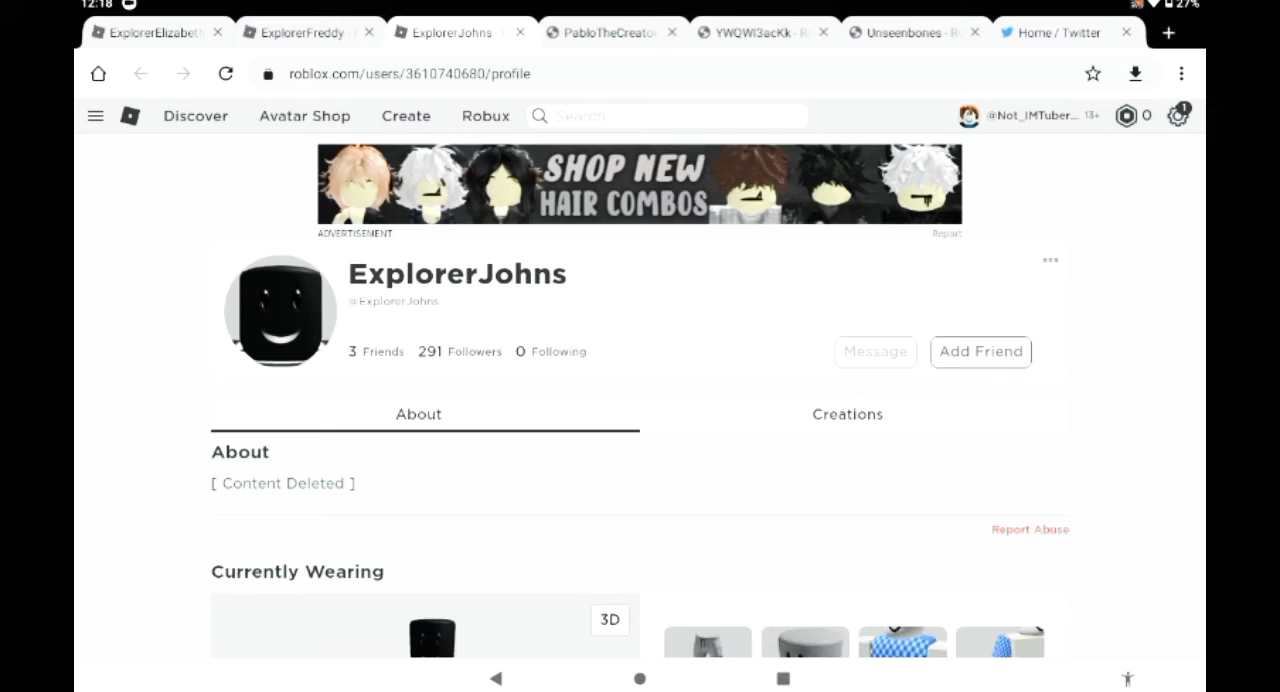 12:18 27%
ExplorerElizabeth ExplorerFreddy - ExplorerJohns PabloTheCreator YWQWI3acKk - R Unseenbones - R Home / Twitter
roblox.com/users/3610740680/profile
Discover Avatar Shop Create Robux Search @Not_IMTuber... 13+ 0 1
SHOP NEW
HAIR COMBOS
ADVERTISEMENT Report
ExplorerJohns
@ExplorerJohns
3 Friends 291 Followers 0 Following Message Add Friend
About Creations
About
[ Content Deleted ]
Report Abuse
Currently Wearing
3D